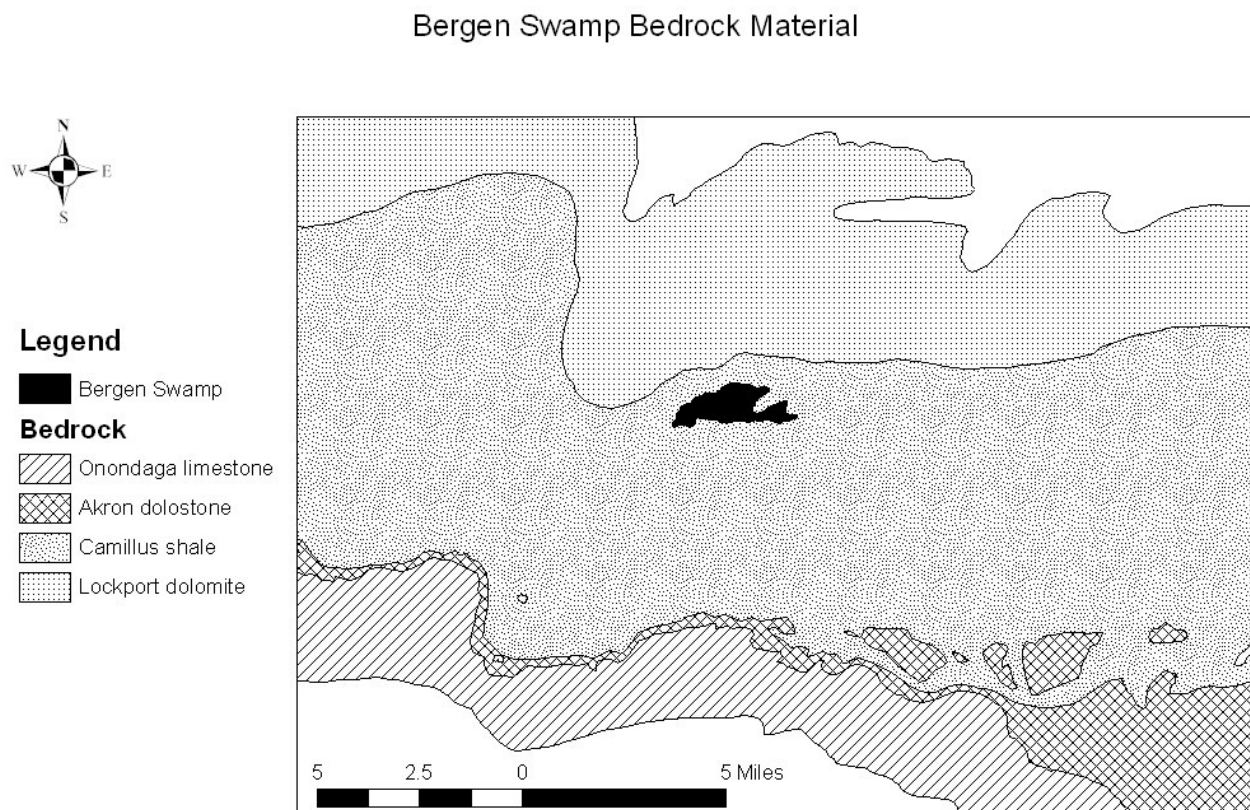 Bergen Swamp Bedrock Material
N
W E
S
Legend
Bergen Swamp
Bedrock
Onondaga limestone
Akron dolostone
Camillus shale
Lockport dolomite
5 2.5 0 5 Miles